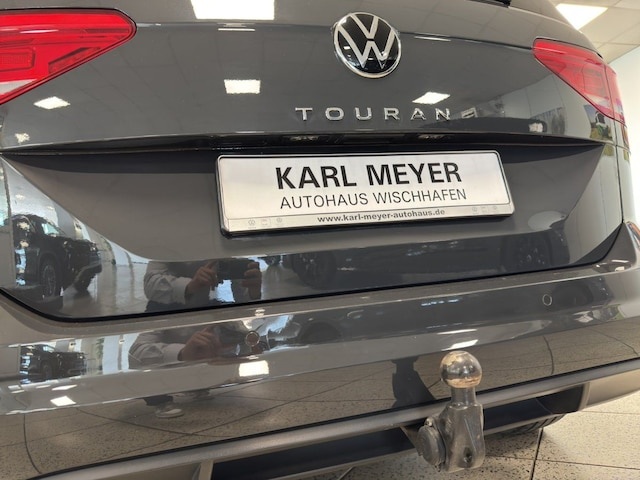 TOURAN
KARL MEYER
AUTOHAUS WISCHHAFEN
www.karl-meyer-autohaus.de